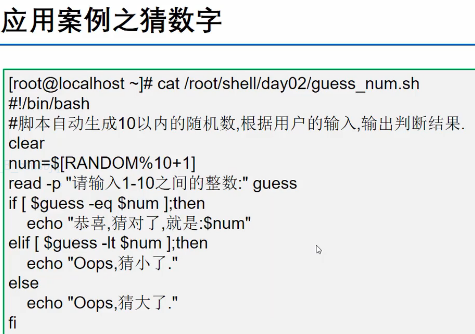 应用案例之猜数字
[root@localhost ~]# cat /root/shell/day02/guess_num.sh
#!/bin/bash
#脚本自动生成10以内的随机数,根据用户的输入,输出判断结果.
clear
num=$[RANDOM%10+1]
read -p "请输入1-10之间的整数:" guess
if [ $guess -eq $num ];then
    echo "恭喜,猜对了,就是:$num"
elif [ $guess -lt $num ];then
    echo "Oops,猜小了."
else
    echo "Oops,猜大了."
fi